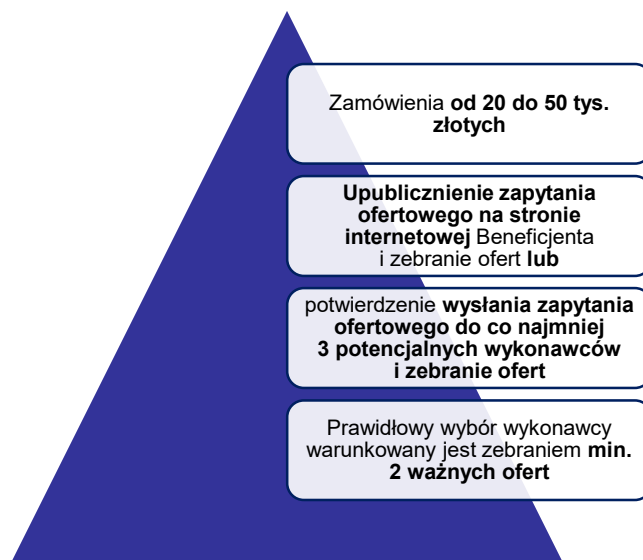 Zamówienia od 20 do 50 tys.
złotych
Upublicznienie zapytania
ofertowego na stronie
internetowej Beneficjenta
i zebranie ofert lub
potwierdzenie wysłania zapytania
ofertowego do co najmniej
3 potencjalnych wykonawców
i zebranie ofert
Prawidłowy wybór wykonawcy
warunkowany jest zebraniem min.
2 ważnych ofert